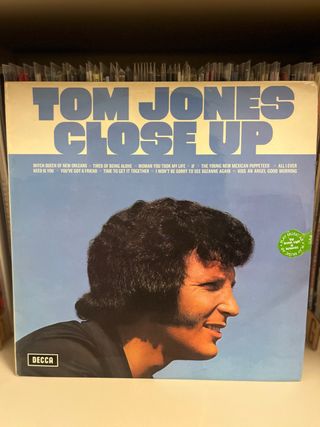 TOM JONES
CLOSE UP
WITCH QUEEN OF NEW ORLEANS · TIRED OF BEING ALONE · WOMAN YOU TOOK MY LIFE · IF · THE YOUNG NEW MEXICAN PUPPETEER · ALL I EVER
NEED IS YOU · YOU'VE GOT A FRIEND · TIME TO GET IT TOGETHER · I WON'T BE SORRY TO SEE SUZANNE AGAIN · KISS AN ANGEL GOOD MORNING
DECCA